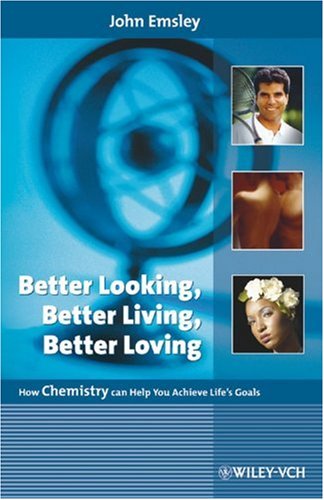 John Emsley
Better Looking,
Better Living,
Better Loving
How Chemistry can Help You Achieve Life's Goals
WILEY-VCH